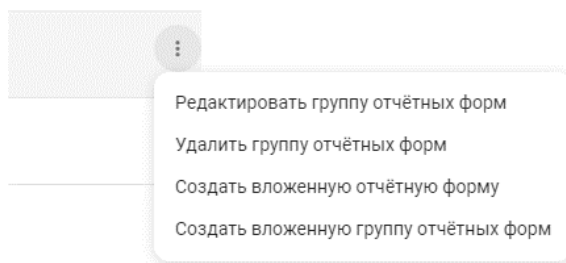 Редактировать группу отчётных форм
Удалить группу отчётных форм
Создать вложенную отчётную форму
Создать вложенную группу отчётных форм